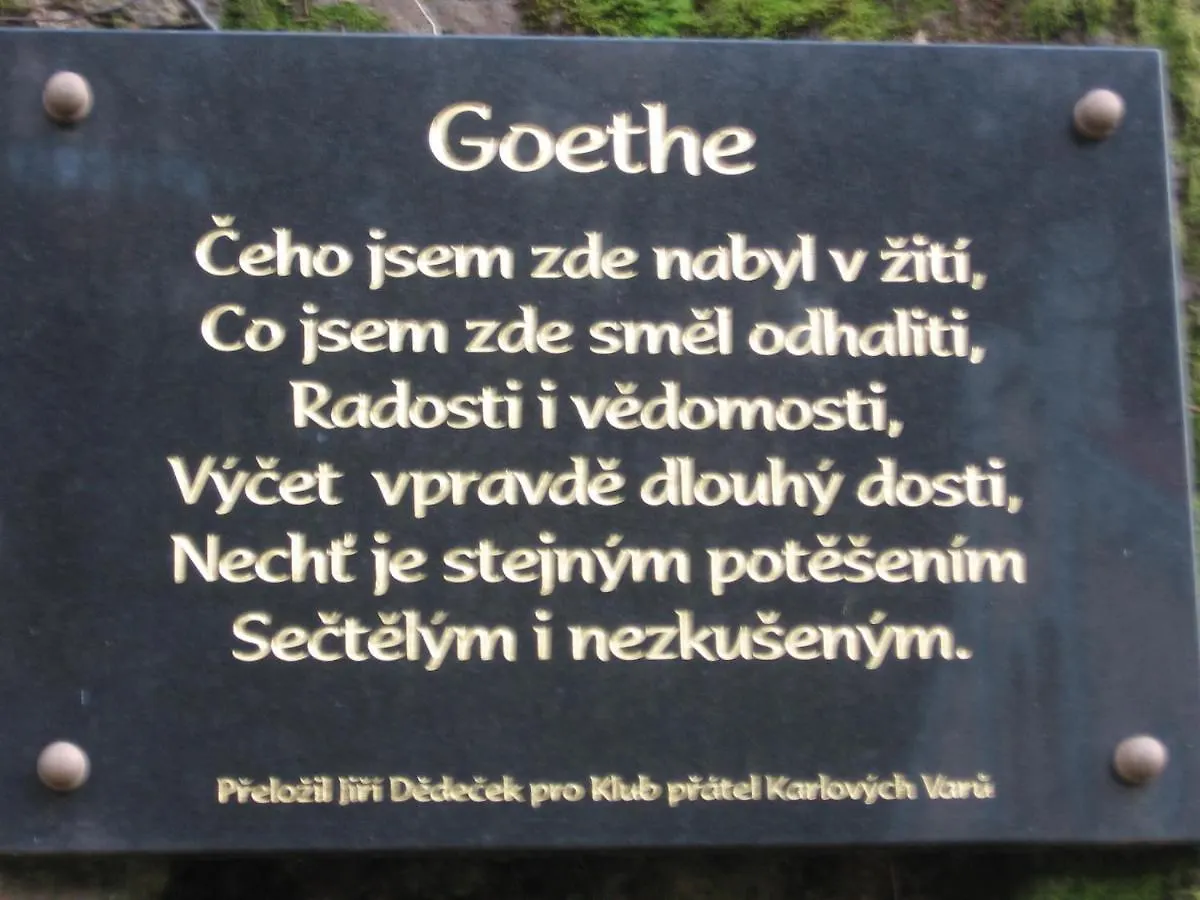 Goethe
Čeho jsem zde nabyl v žití,
Co jsem zde směl odhaliti,
Radosti i vědomosti,
Výčet vpravdě dlouhý dosti,
Nechť je stejným potěšením
Sečtělým i nezkušeným.
Přeložil Jiří Dědeček pro Klub přátel Karlových Varů